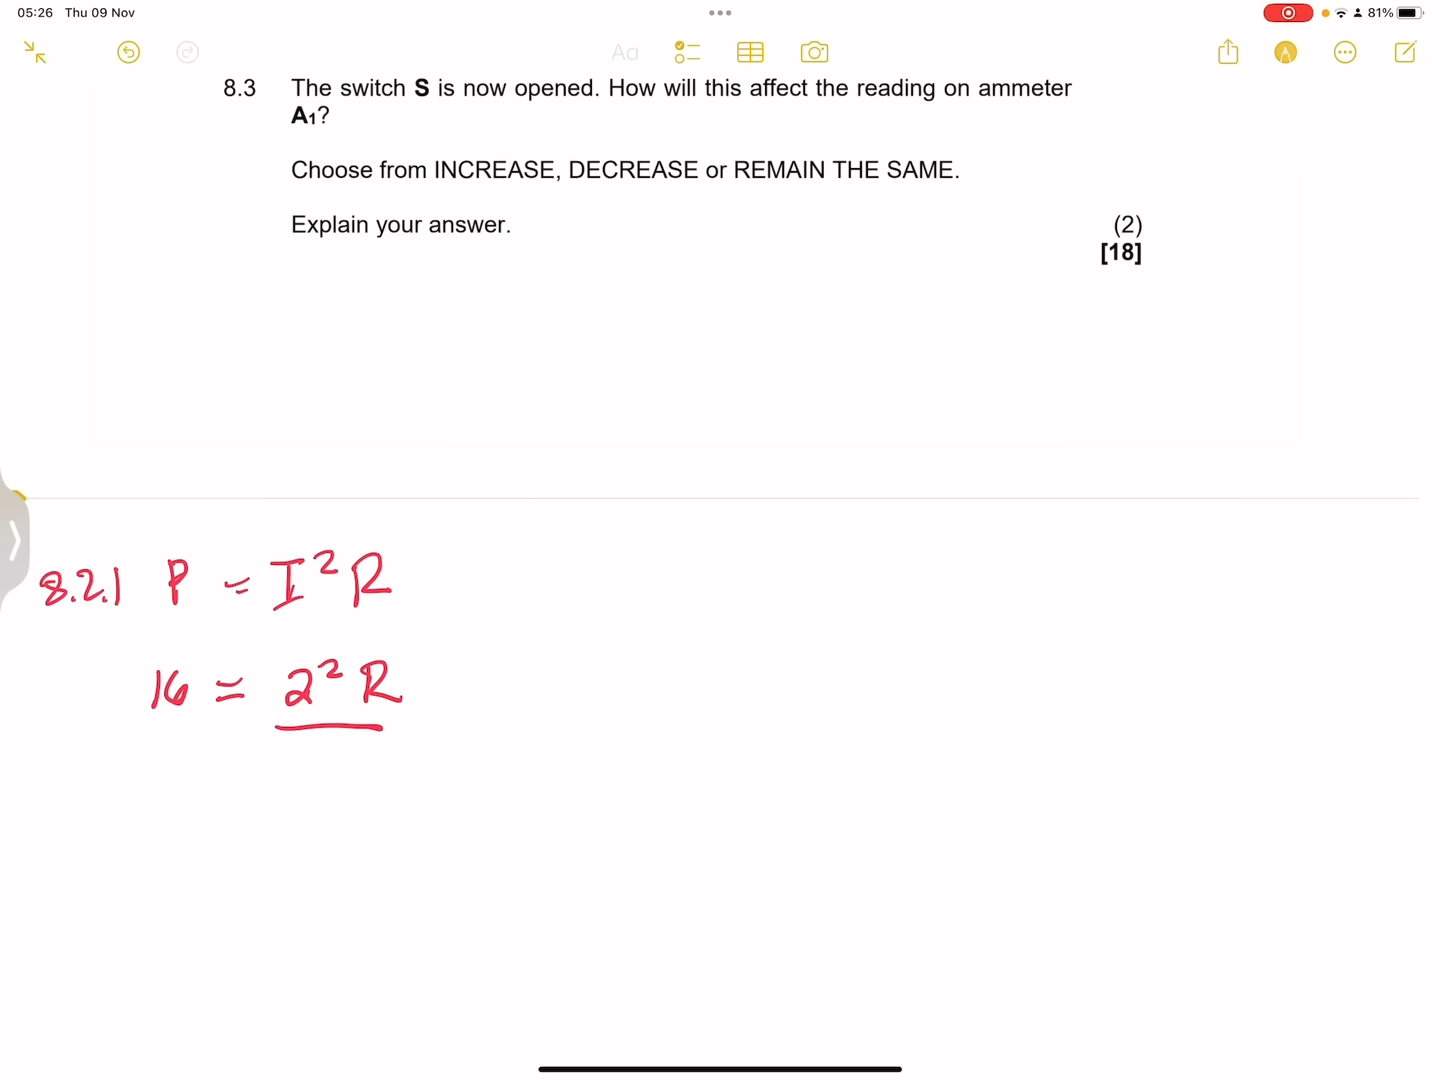 05:26 Thu 09 Nov
81%
Aa
8.3 The switch S is now opened. How will this affect the reading on ammeter
A₁?
Choose from INCREASE, DECREASE or REMAIN THE SAME.
Explain your answer. (2)
[18]
8.2.1 P = I²R
16 = 2²R